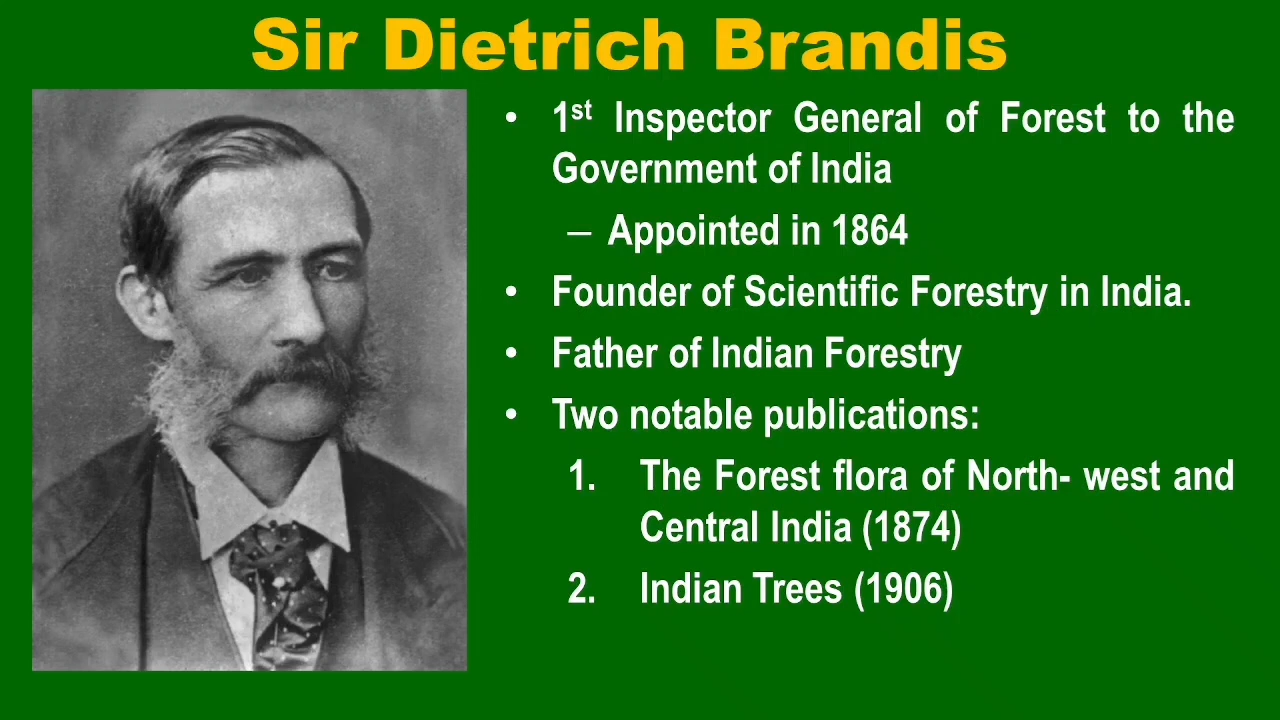 Sir Dietrich Brandis
• 1st Inspector General of Forest to the
Government of India
– Appointed in 1864
• Founder of Scientific Forestry in India.
• Father of Indian Forestry
• Two notable publications:
1. The Forest flora of North- west and
Central India (1874)
2. Indian Trees (1906)